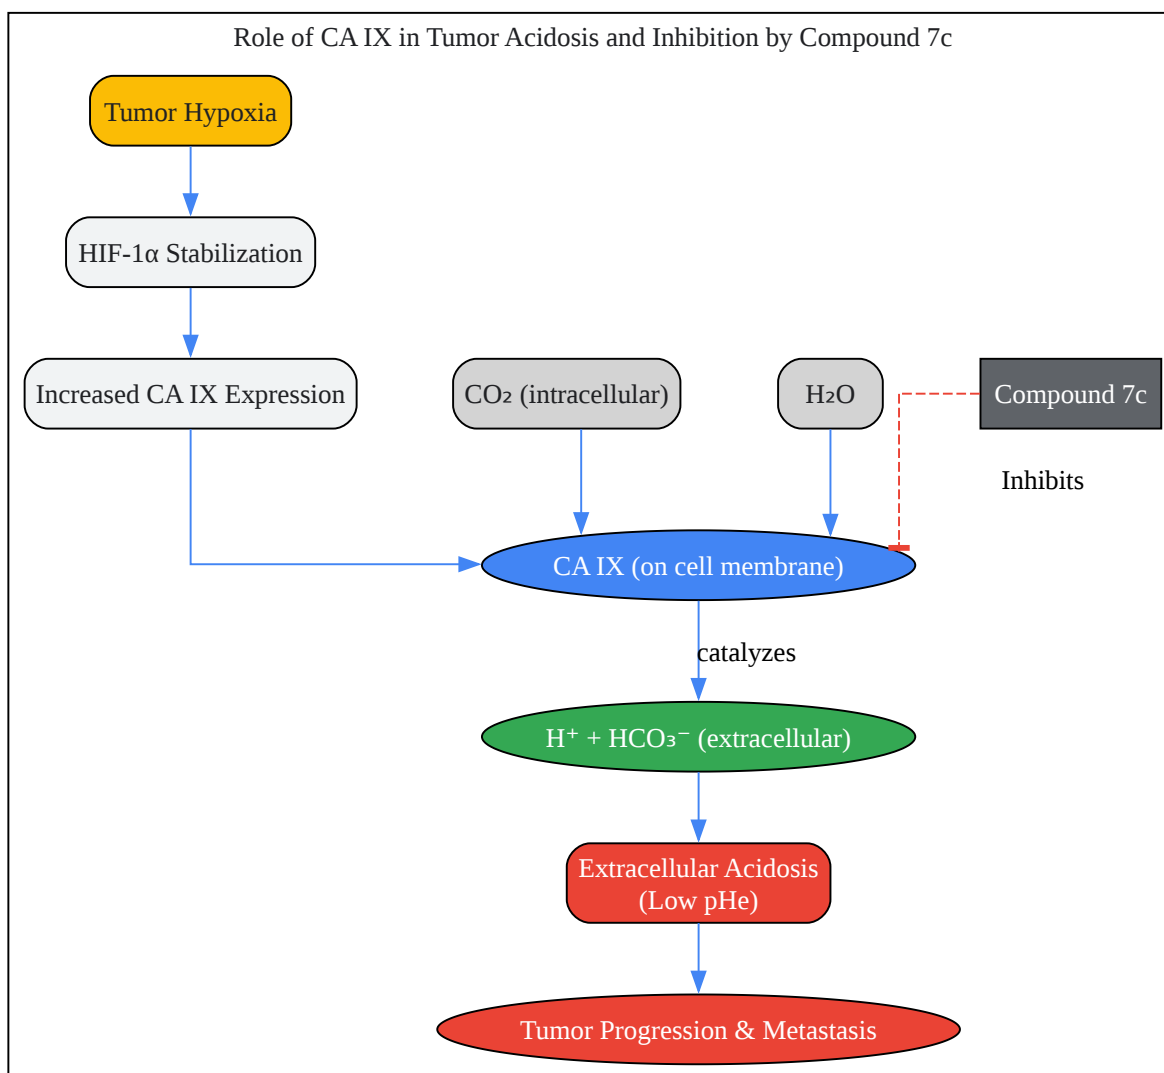 Role of CA IX in Tumor Acidosis and Inhibition by Compound 7c
Tumor Hypoxia
HIF-1α Stabilization
Increased CA IX Expression
CO₂ (intracellular)
H₂O
Compound 7c
Inhibits
CA IX (on cell membrane)
catalyzes
H⁺ + HCO₃⁻ (extracellular)
Extracellular Acidosis
(Low pHe)
Tumor Progression & Metastasis